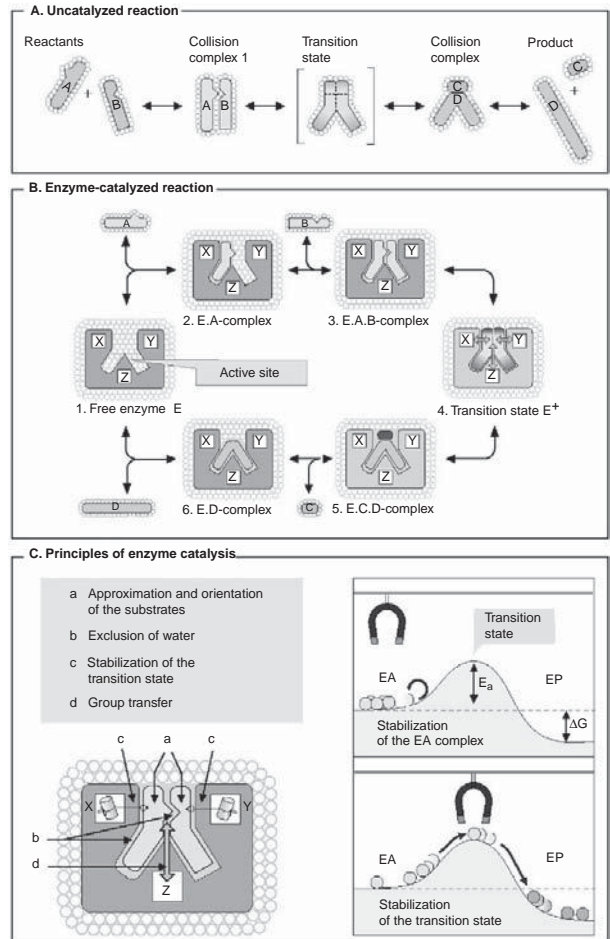 A. Uncatalyzed reaction
Reactants
Collision
complex 1
Transition
state
Collision
complex
Product
A
+
B
A B
C
D
C
+
D
B. Enzyme-catalyzed reaction
A
B
X Y
Z
2. E.A-complex
X Y
Z
3. E.A.B-complex
X Y
Z
1. Free enzyme E
Active site
X Y
Z
4. Transition state E+
X Y
Z
6. E.D-complex
X Y
Z
5. E.C.D-complex
D
C
C. Principles of enzyme catalysis
a Approximation and orientation
of the substrates
b Exclusion of water
c Stabilization of the
transition state
d Group transfer
c a c
X Y
b
d
Z
Transition
state
EA
Ea
EP
ΔG
Stabilization
of the EA complex
EA
EP
Stabilization
of the transition state